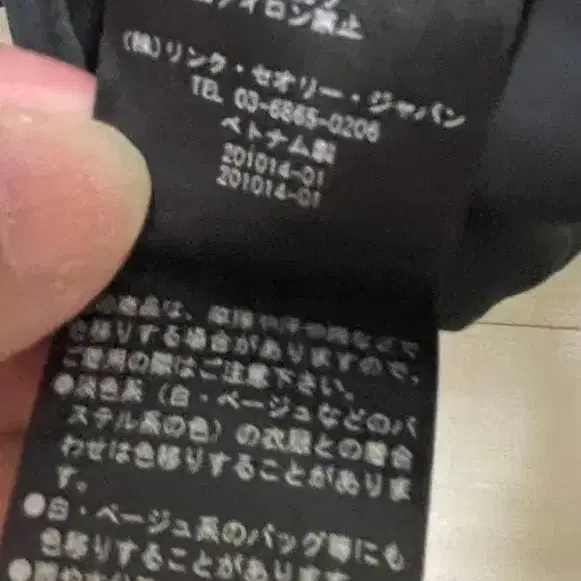 アイロン禁止
(株)リンク・セオリー・ジャパン
TEL 03-6865-0206
ベトナム製
201014-01
201014-01
商品は、摩擦や
色移りする場合がありますので、
ご使用の際はご注意下さい。
●淡色系(白・ベージュなどのパ
ステル系の色)の衣服との組合
わせは色移りすることがありま
す。
●白・ベージュ系のバッグ等にも
色移りすることがあります